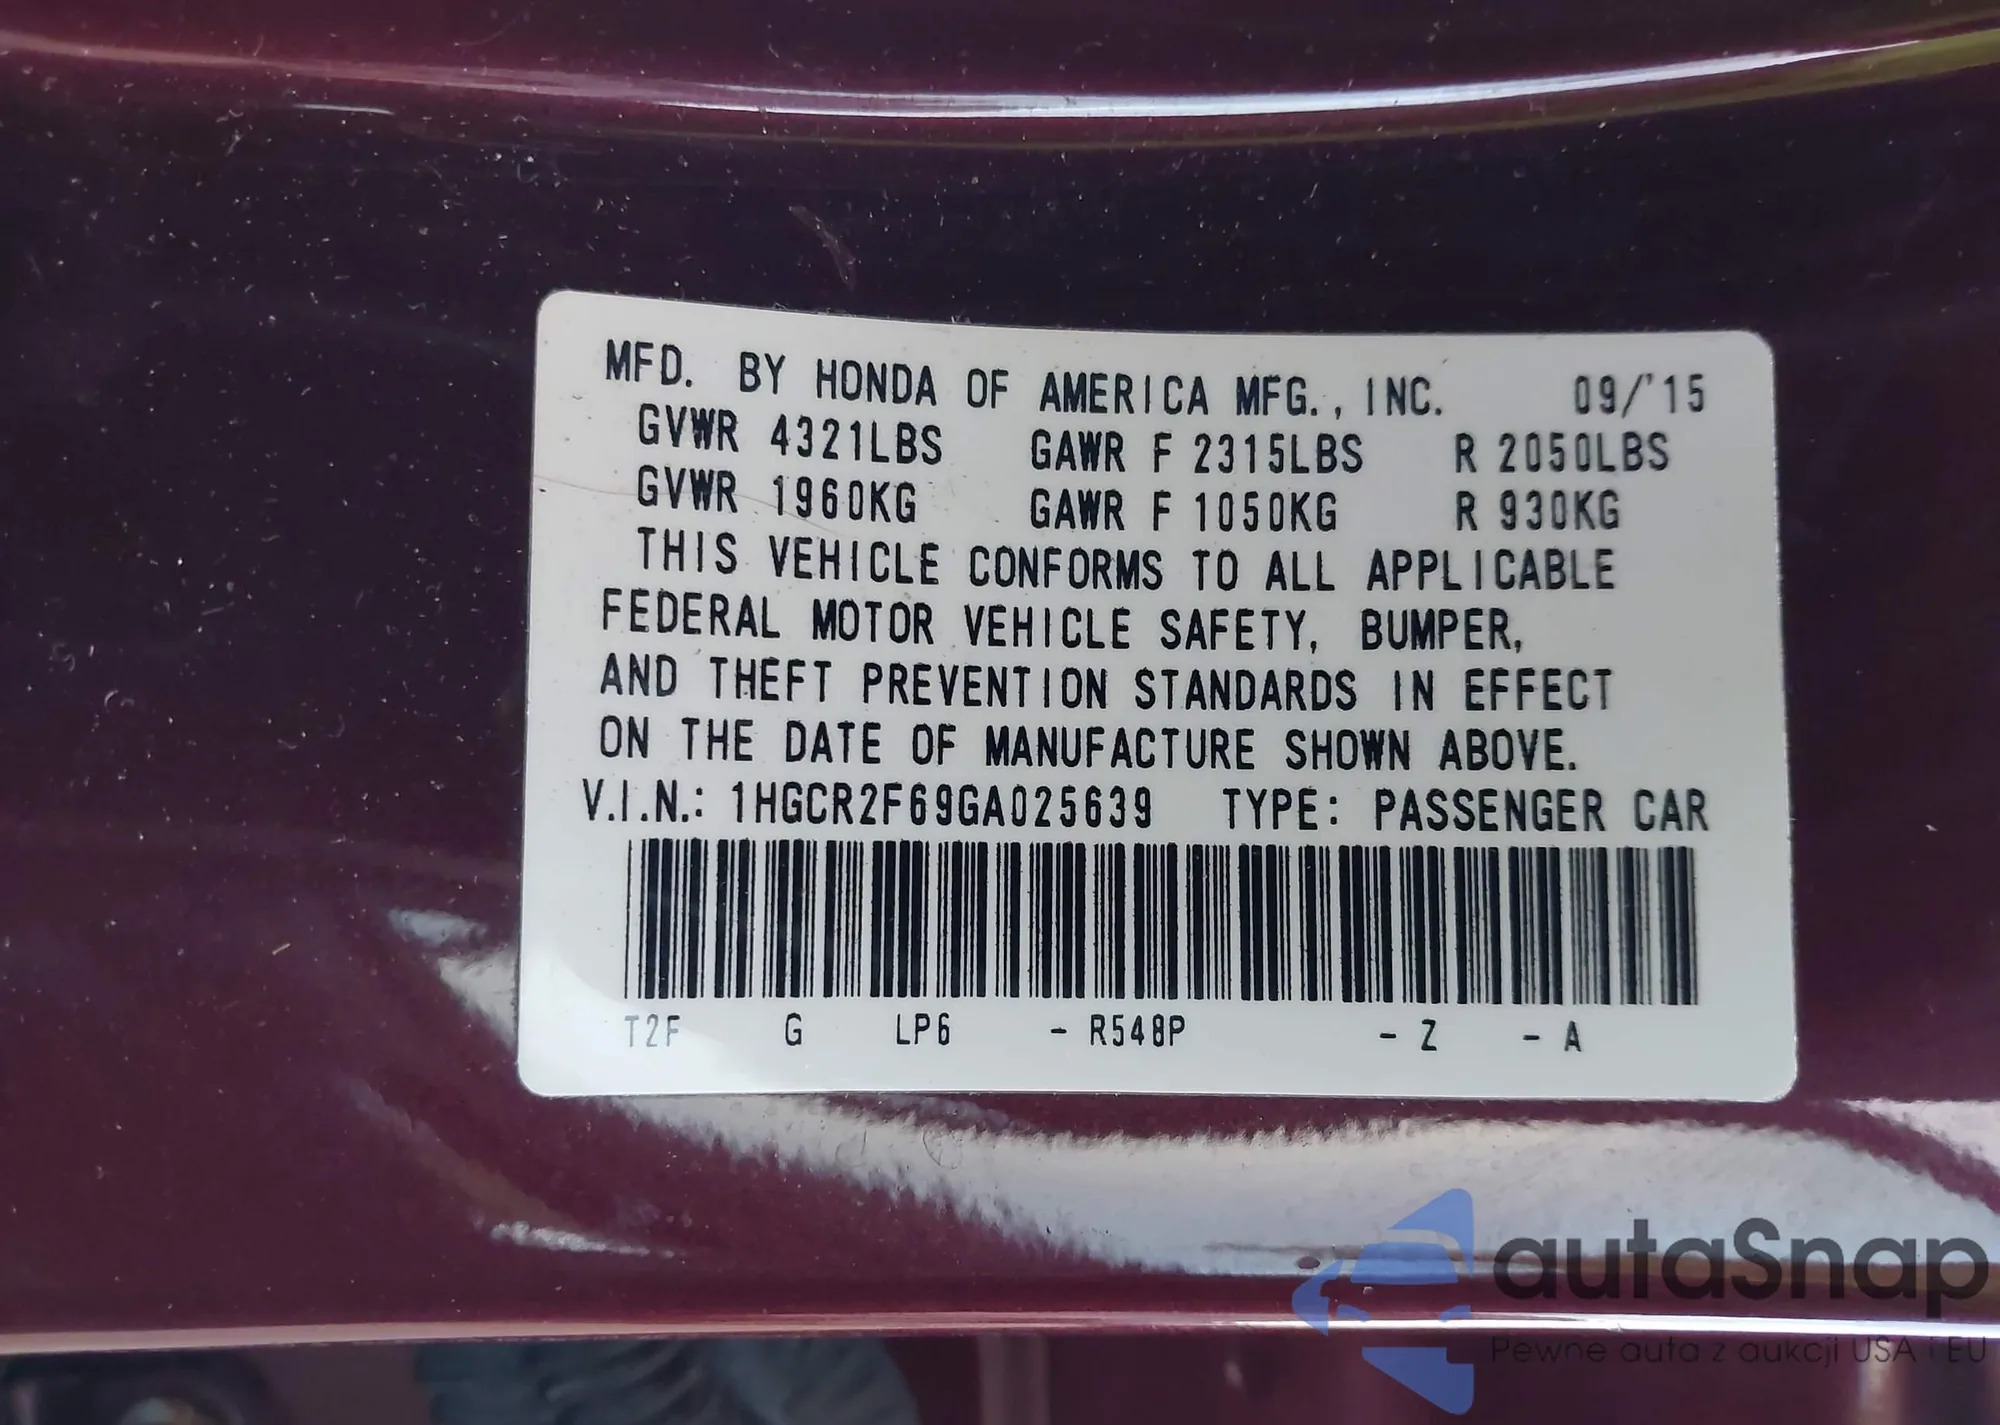 MFD. BY HONDA OF AMERICA MFG., INC. 09/'15
GVWR 4321LBS GAWR F 2315LBS R 2050LBS
GVWR 1960KG GAWR F 1050KG R 930KG
THIS VEHICLE CONFORMS TO ALL APPLICABLE
FEDERAL MOTOR VEHICLE SAFETY, BUMPER,
AND THEFT PREVENTION STANDARDS IN EFFECT
ON THE DATE OF MANUFACTURE SHOWN ABOVE.
V.I.N.: 1HGCR2F69GA025639 TYPE: PASSENGER CAR
T2F G LP6 - R548P - Z - A
autaSnap
Pewne auta z aukcji USA i EU